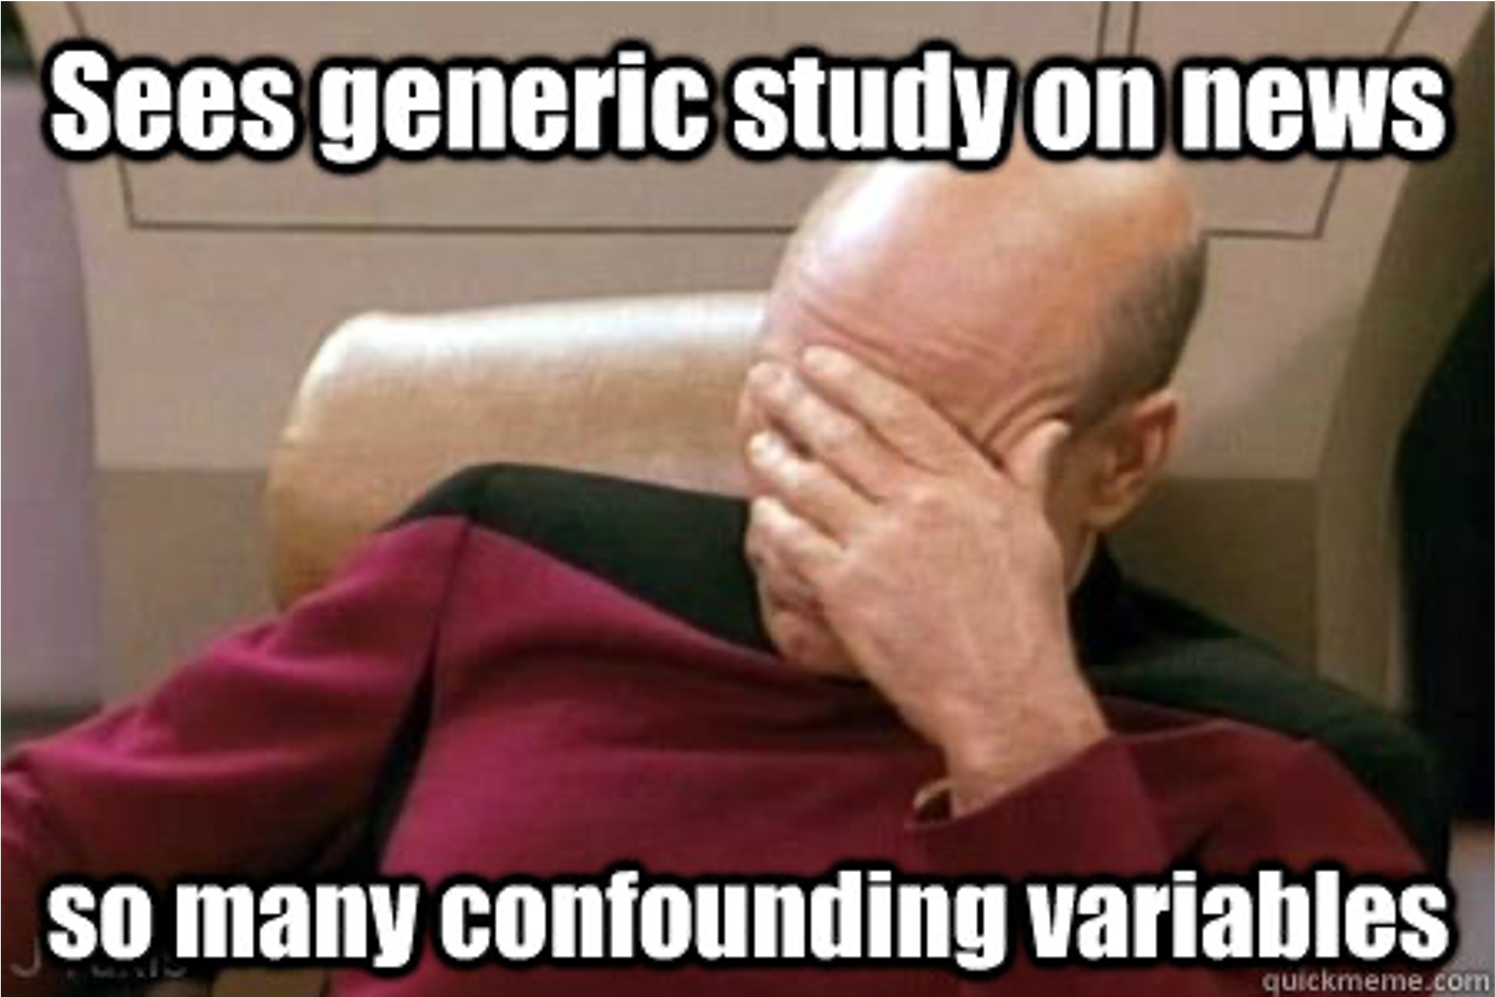 Sees generic study on news
so many confounding variables
quickmeme.com